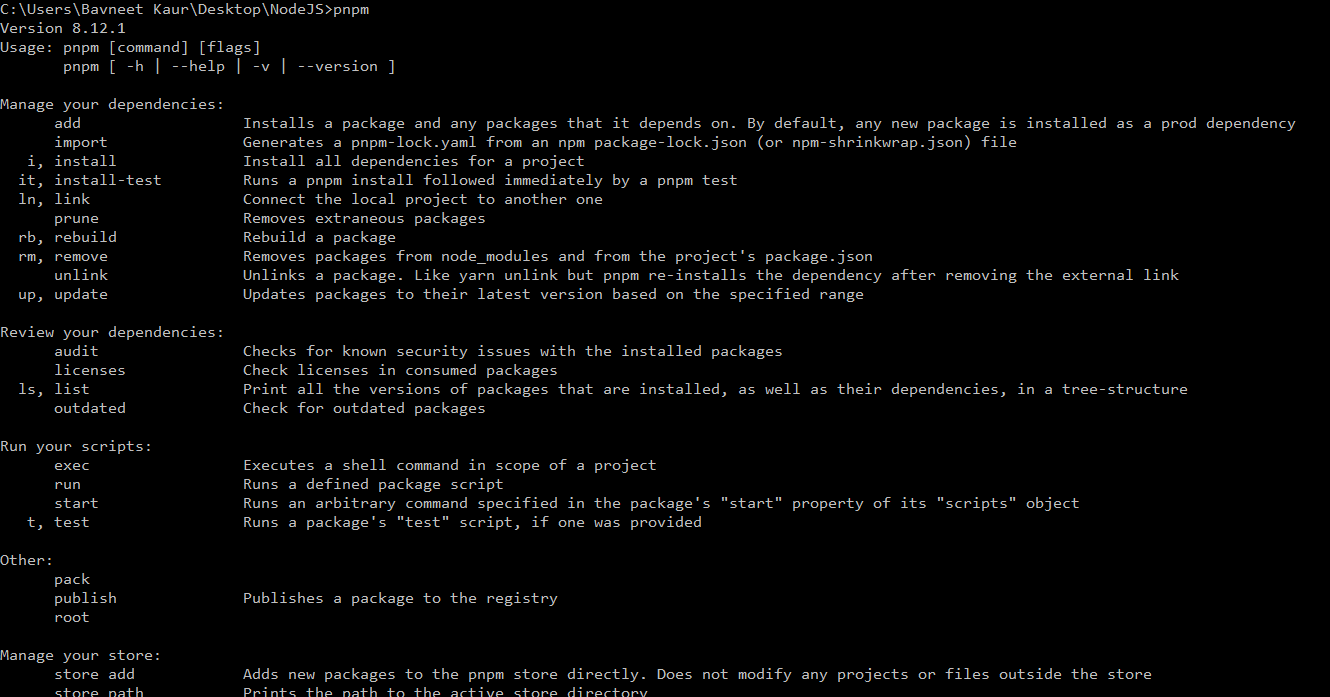 C:\Users\Bavneet Kaur\Desktop\NodeJS>pnpm
Version 8.12.1
Usage: pnpm [command] [flags]
       pnpm [ -h | --help | -v | --version ]

Manage your dependencies:
      add                  Installs a package and any packages that it depends on. By default, any new package is installed as a prod dependency
      import               Generates a pnpm-lock.yaml from an npm package-lock.json (or npm-shrinkwrap.json) file
   i, install              Install all dependencies for a project
  it, install-test         Runs a pnpm install followed immediately by a pnpm test
  ln, link                 Connect the local project to another one
      prune                Removes extraneous packages
  rb, rebuild              Rebuild a package
  rm, remove               Removes packages from node_modules and from the project's package.json
      unlink               Unlinks a package. Like yarn unlink but pnpm re-installs the dependency after removing the external link
  up, update               Updates packages to their latest version based on the specified range

Review your dependencies:
      audit                Checks for known security issues with the installed packages
      licenses             Check licenses in consumed packages
  ls, list                 Print all the versions of packages that are installed, as well as their dependencies, in a tree-structure
      outdated             Check for outdated packages

Run your scripts:
      exec                 Executes a shell command in scope of a project
      run                  Runs a defined package script
      start                Runs an arbitrary command specified in the package's "start" property of its "scripts" object
   t, test                 Runs a package's "test" script, if one was provided

Other:
      pack
      publish              Publishes a package to the registry
      root

Manage your store:
      store add            Adds new packages to the pnpm store directly. Does not modify any projects or files outside the store
      store path           Prints the path to the active store directory